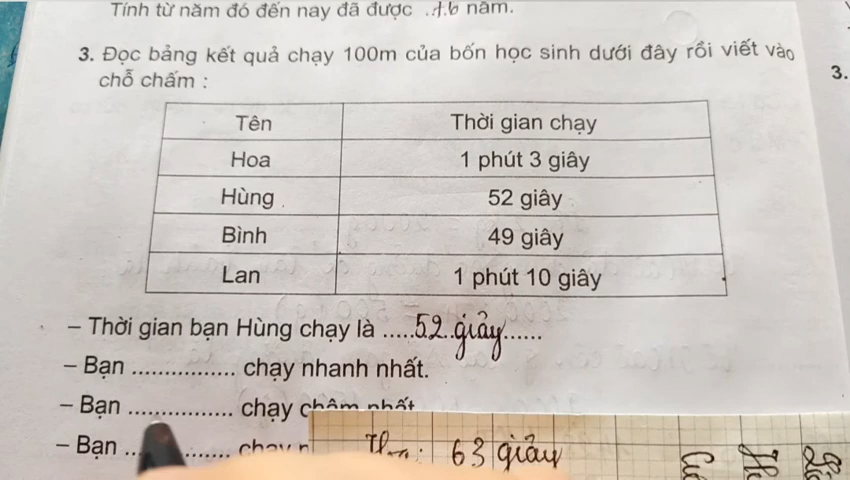 Tính từ năm đó đến nay đã được ..16 năm.
3. Đọc bảng kết quả chạy 100m của bốn học sinh dưới đây rồi viết vào
chỗ chấm :
3.
Tên Thời gian chạy
Hoa 1 phút 3 giây
Hùng 52 giây
Bình 49 giây
Lan 1 phút 10 giây
– Thời gian bạn Hùng chạy là .....52.giây......
– Bạn ................ chạy nhanh nhất.
– Bạn ................ chạy chậm nhất
– Bạn ... ....... chạy
63 giây